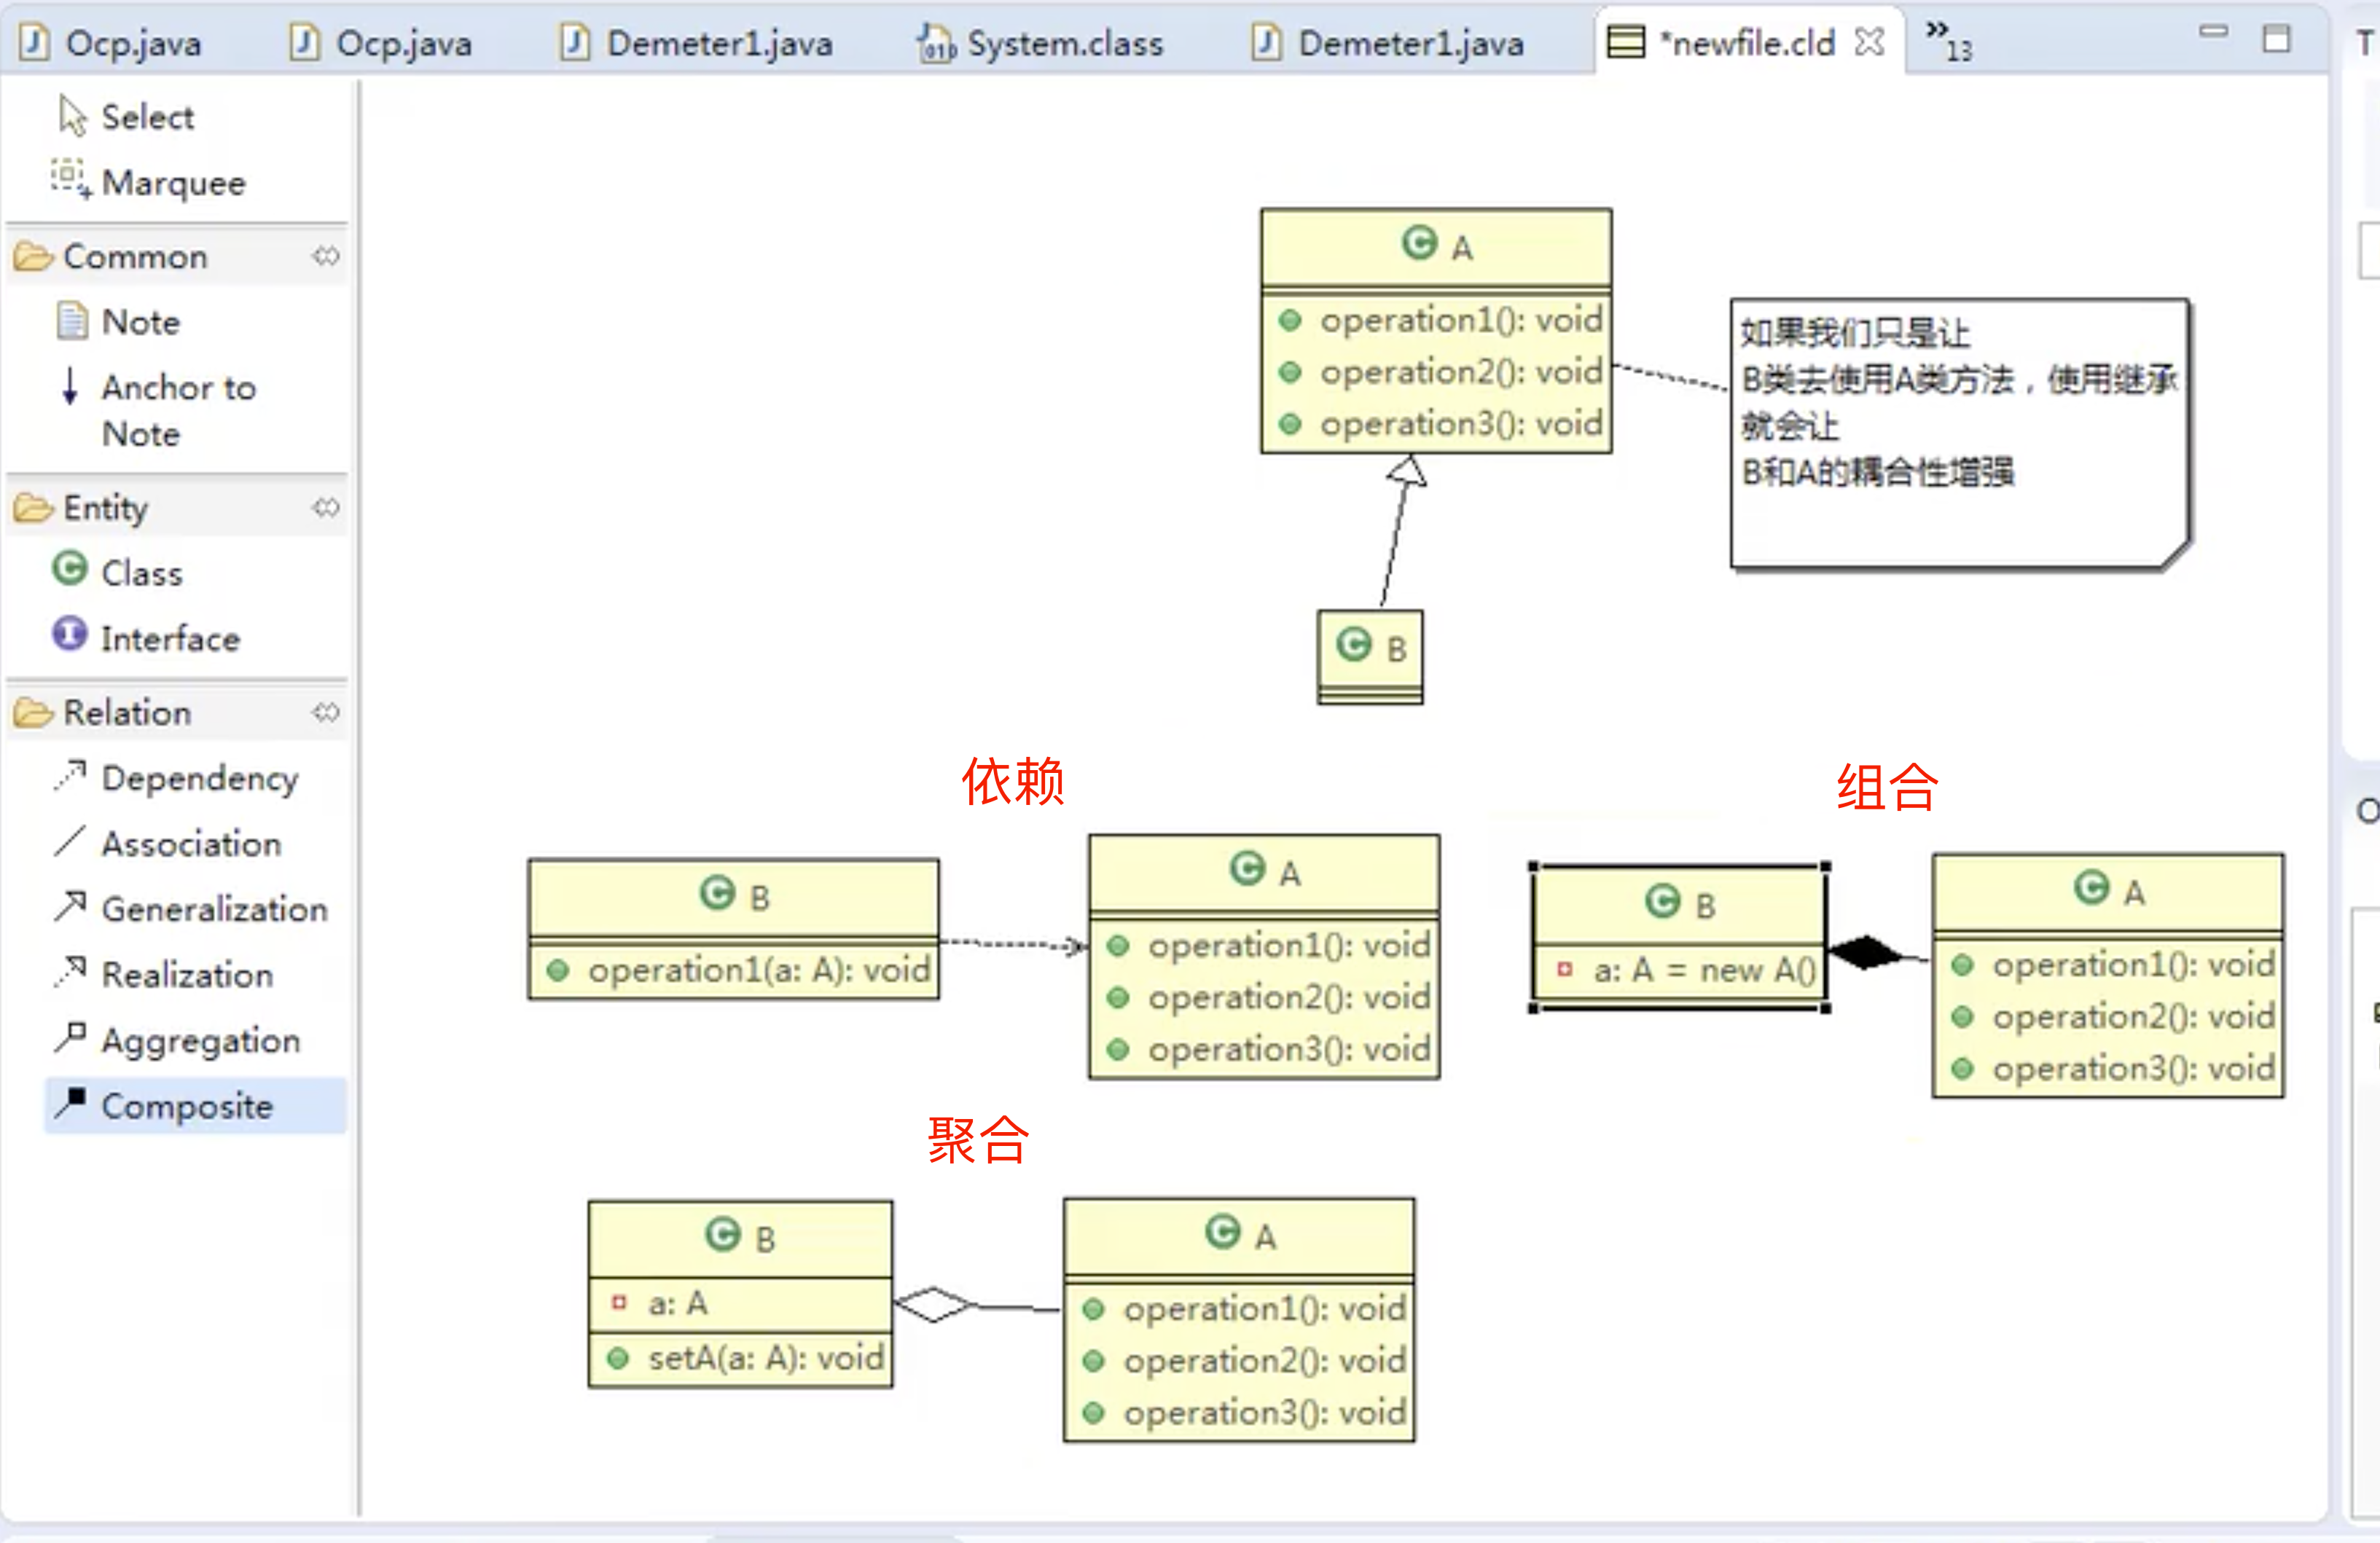 Ocp.java
Ocp.java
Demeter1.java
System.class
Demeter1.java
*newfile.cld
»13
T
Select
Marquee
Common
Note
Anchor to
Note
Entity
Class
Interface
Relation
Dependency
Association
Generalization
Realization
Aggregation
Composite
A
operation1(): void
operation2(): void
operation3(): void
如果我们只是让
B类去使用A类方法，使用继承
就会让
B和A的耦合性增强
B
依赖
B
operation1(a: A): void
A
operation1(): void
operation2(): void
operation3(): void
组合
B
a: A = new A()
A
operation1(): void
operation2(): void
operation3(): void
聚合
B
a: A
setA(a: A): void
A
operation1(): void
operation2(): void
operation3(): void